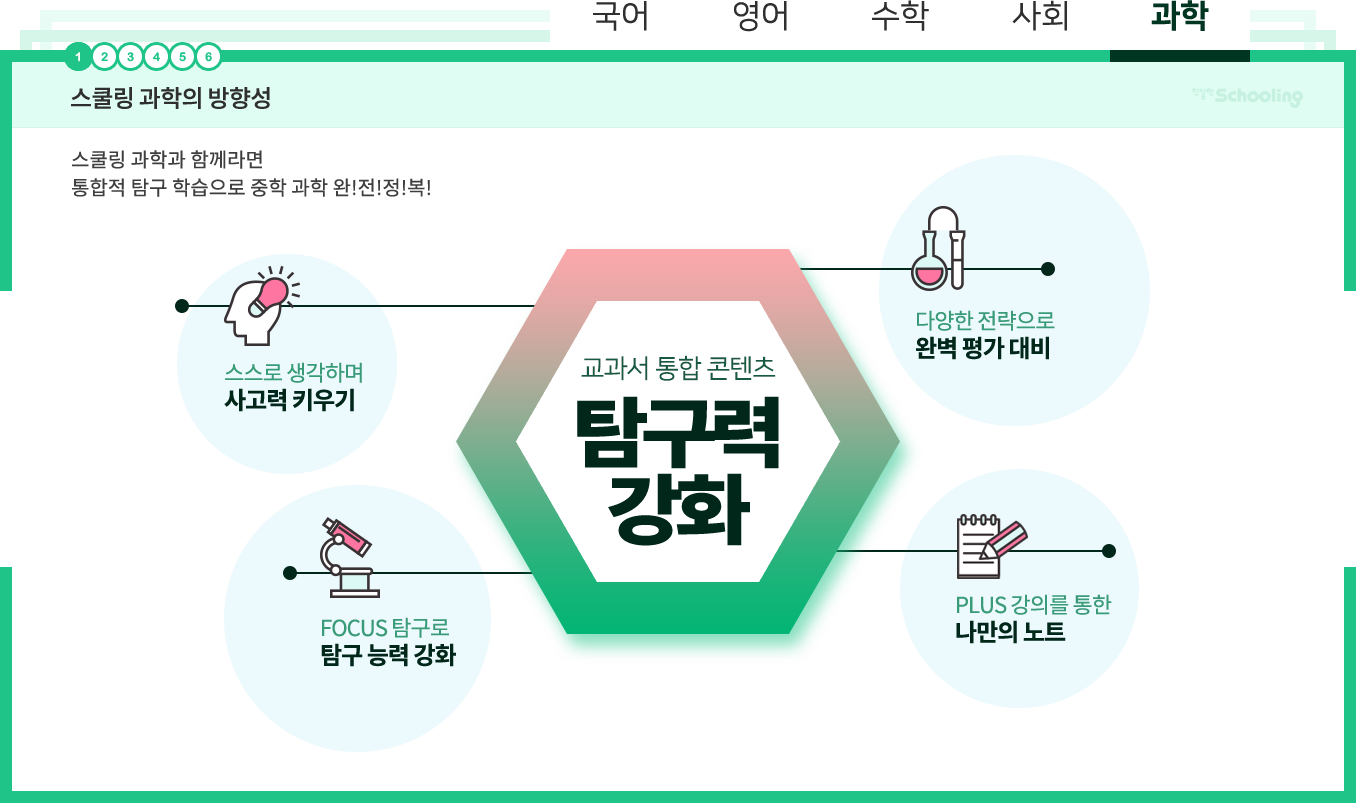 국어
영어
수학
사회
과학
1 2 3 4 5 6
스쿨링 과학의 방향성
Schooling
스쿨링 과학과 함께라면
통합적 탐구 학습으로 중학 과학 완!전!정!복!
스스로 생각하며
사고력 키우기
교과서 통합 콘텐츠
탐구력
강화
다양한 전략으로
완벽 평가 대비
FOCUS 탐구로
탐구 능력 강화
PLUS 강의를 통한
나만의 노트